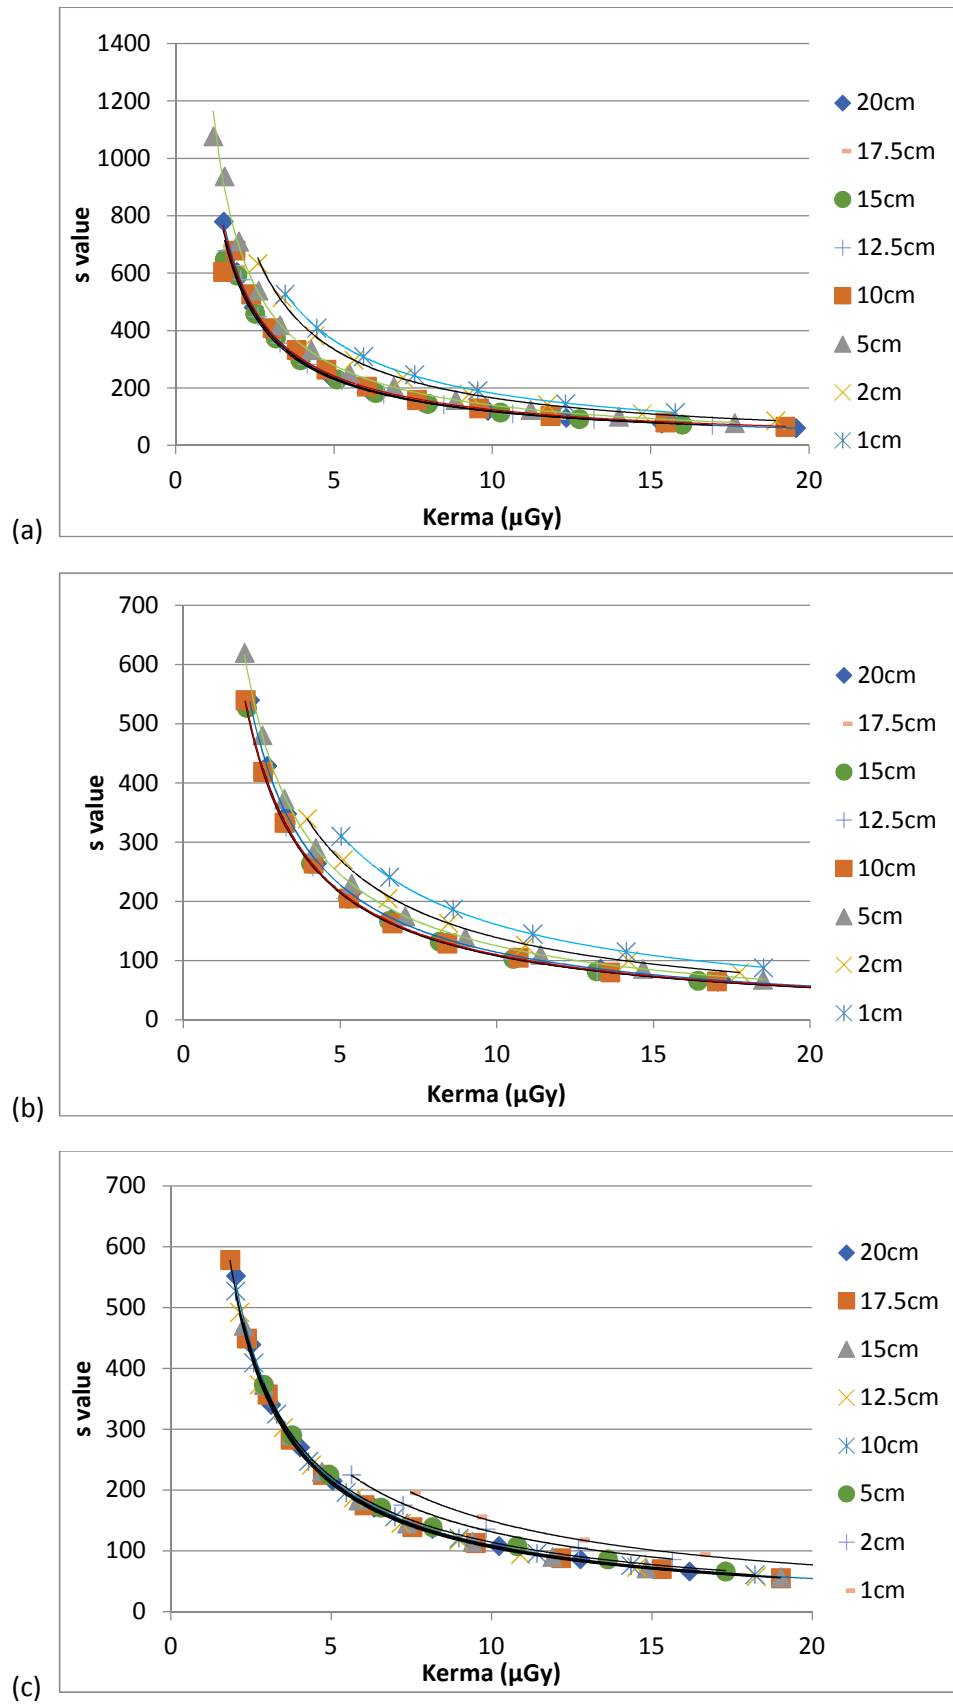 1400
1200
1000
800
600
400
200
0
s value
0 5 10 15 20
Kerma (µGy)
20cm
17.5cm
15cm
12.5cm
10cm
5cm
2cm
1cm
(a)
700
600
500
400
300
200
100
0
s value
0 5 10 15 20
Kerma (µGy)
20cm
17.5cm
15cm
12.5cm
10cm
5cm
2cm
1cm
(b)
700
600
500
400
300
200
100
0
s value
0 5 10 15 20
Kerma (µGy)
20cm
17.5cm
15cm
12.5cm
10cm
5cm
2cm
1cm
(c)